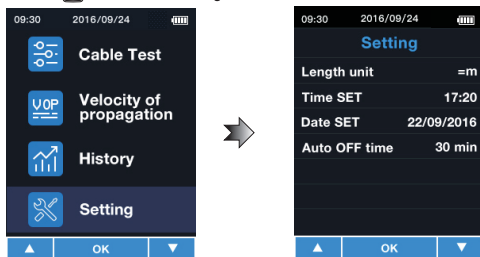 09:30 2016/09/24
Cable Test
VOP
Velocity of
propagation
History
Setting
▲ OK ▼
09:30 2016/09/24
Setting
Length unit =m
Time SET 17:20
Date SET 22/09/2016
Auto OFF time 30 min
▲ OK ▼